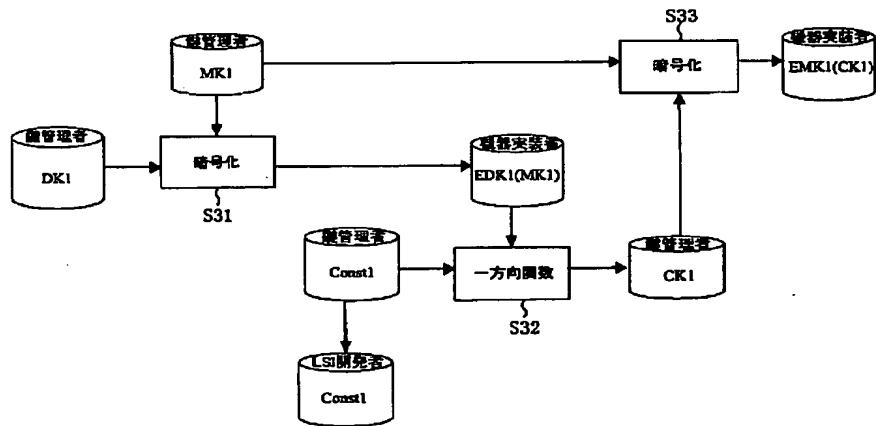 S33
鍵管理者
MK1
暗号化
機器実装者
EMK1(CK1)
鍵管理者
DK1
暗号化
S31
機器実装者
EDK1(MK1)
鍵管理者
Const1
一方向関数
S32
鍵管理者
CK1
LSI開発者
Const1